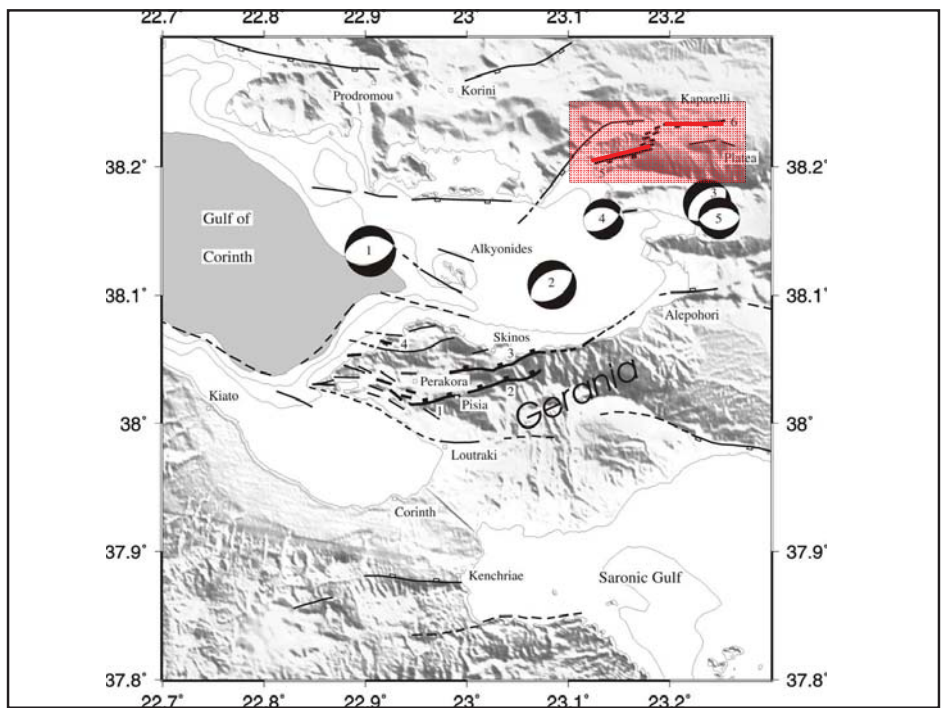 22.7˚ 22.8˚ 22.9˚ 23˚ 23.1˚ 23.2˚
Korini
Prodromou
Kaparelli
6
Platea
5
38.2˚ 38.2˚
3
4 5
Gulf of
Corinth
1
Alkyonides
2
38.1˚ 38.1˚
Alepohori
Skinos
4 3
Perakora
2
Gerania
Kiato
Pisia
1
38˚ 38˚
Loutraki
Corinth
37.9˚ 37.9˚
Kenchriae
Saronic Gulf
37.8˚ 37.8˚
22.7˚ 22.8˚ 22.9˚ 23˚ 23.1˚ 23.2˚